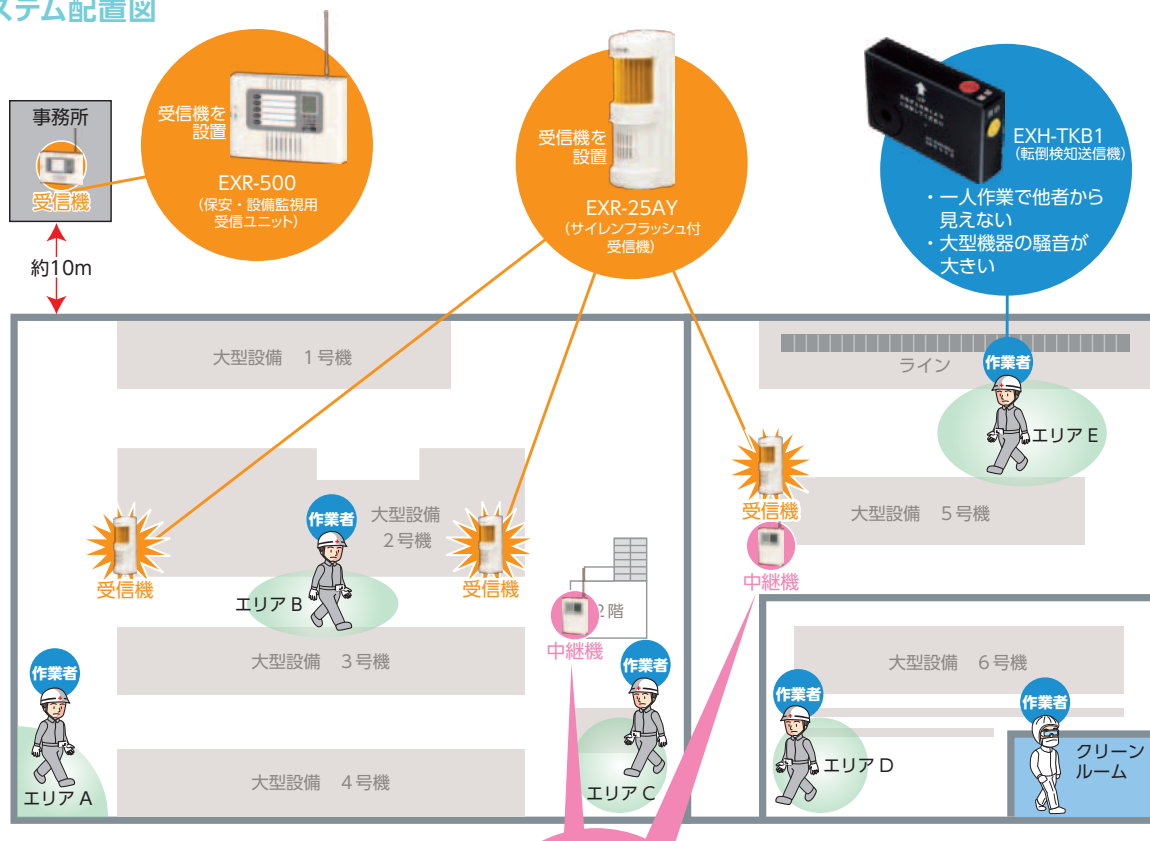 ステム配置図
事務所
受信機
約10m
受信機を
設置
EXR-500
(保安・設備監視用
受信ユニット)
受信機を
設置
EXR-25AY
(サイレンフラッシュ付
受信機)
EXH-TKB1
(転倒検知送信機)
・一人作業で他者から
見えない
・大型機器の騒音が
大きい
大型設備 1号機
ライン
作業者
エリア E
受信機
作業者
大型設備
2号機
受信機
エリア B
受信機
中継機
大型設備 5号機
2階
中継機
大型設備 3号機
作業者
エリア A
作業者
エリア C
大型設備 4号機
大型設備 6号機
作業者
エリア D
作業者
クリーン
ルーム